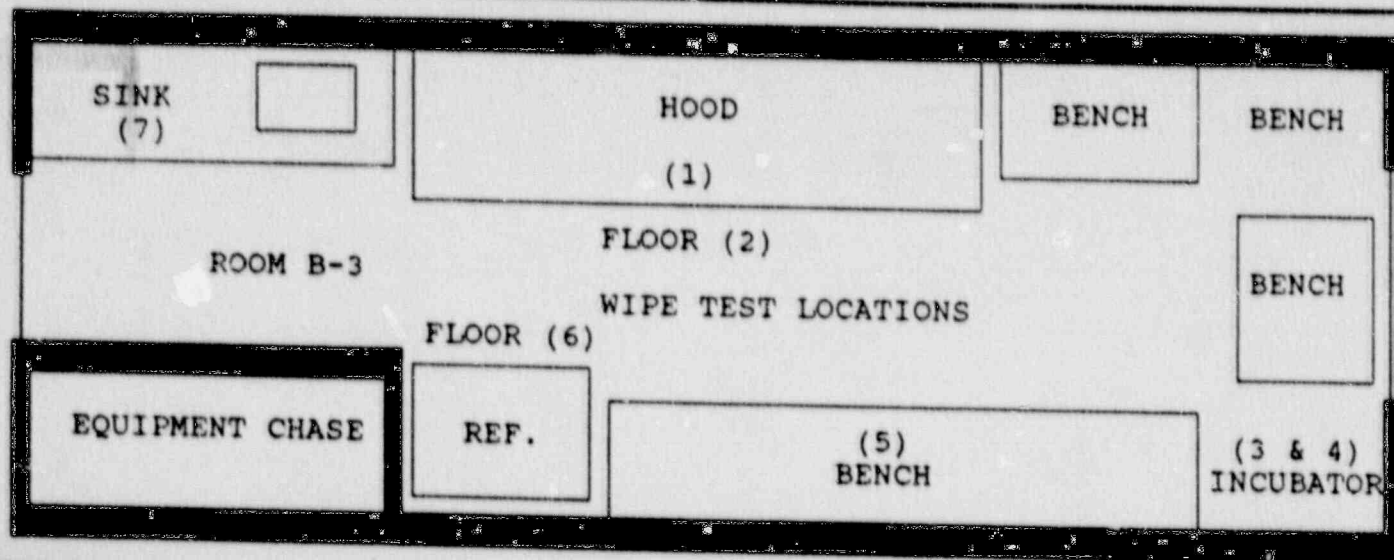 SINK
(7)
HOOD
(1)
BENCH
BENCH
FLOOR (2)
ROOM B-3
BENCH
WIPE TEST LOCATIONS
FLOOR (6)
EQUIPMENT CHASE
REF.
(5)
BENCH
(3 & 4)
INCUBATOR